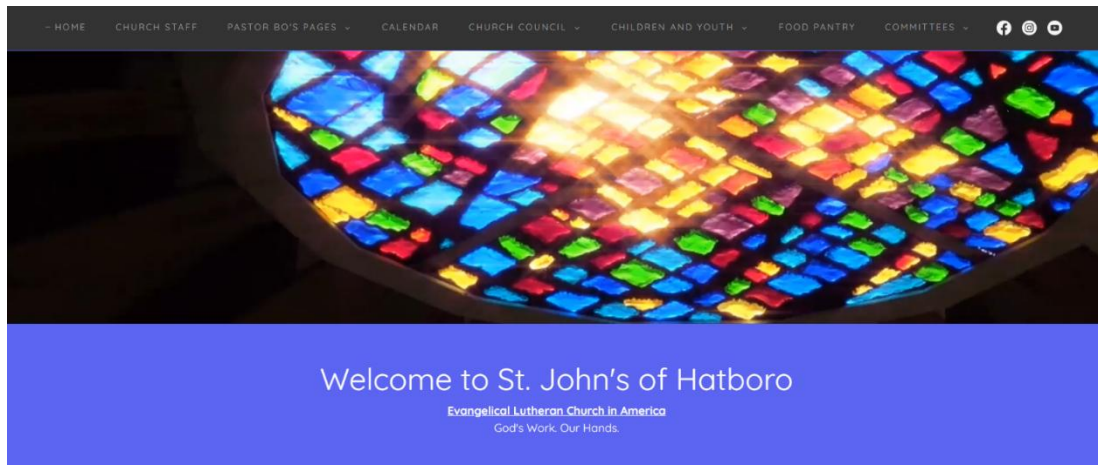 – HOME CHURCH STAFF PASTOR BO'S PAGES CALENDAR CHURCH COUNCIL CHILDREN AND YOUTH FOOD PANTRY COMMITTEES
Welcome to St. John's of Hatboro
Evangelical Lutheran Church in America
God's Work. Our Hands.